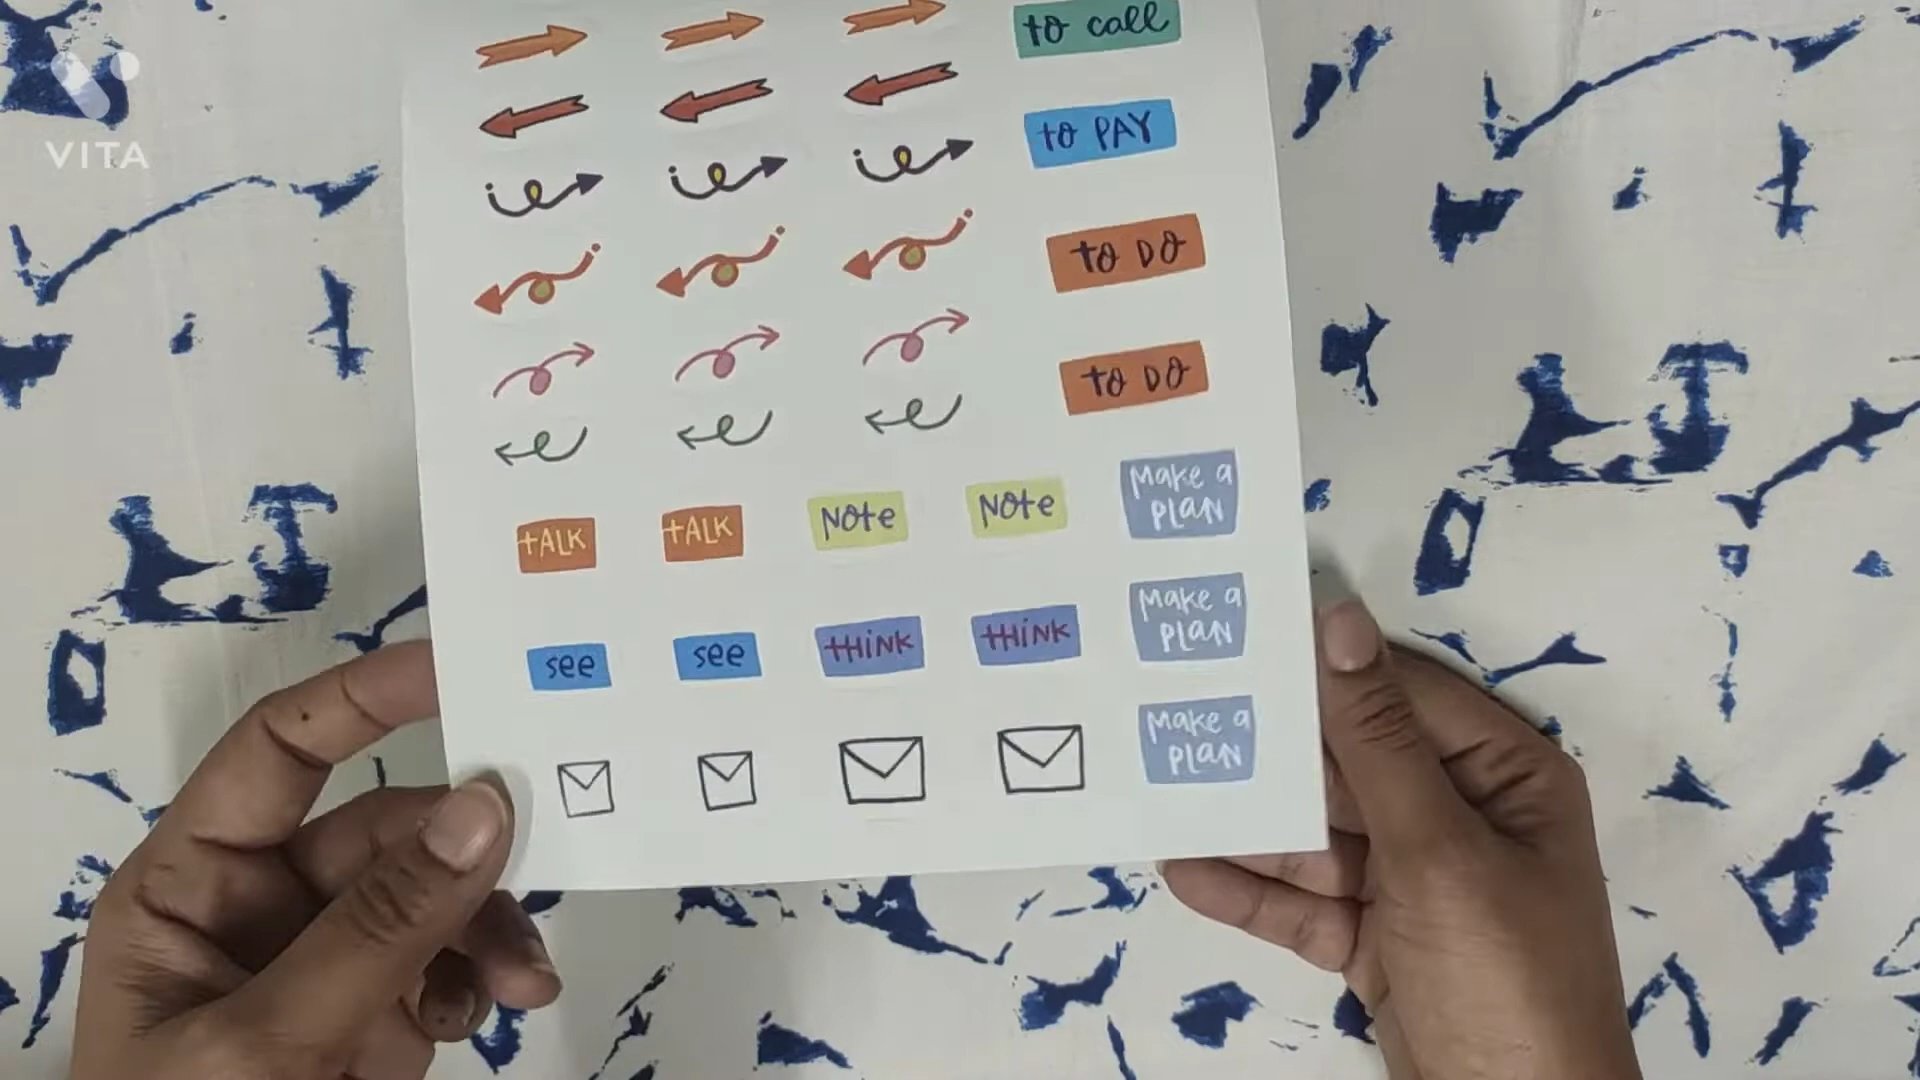 VITA
to call
to PAY
to DO
to DO
tALK
tALK
Note
Note
Make a
PLAN
see
see
tHiNK
tHiNK
Make a
PLAN
Make a
PLAN